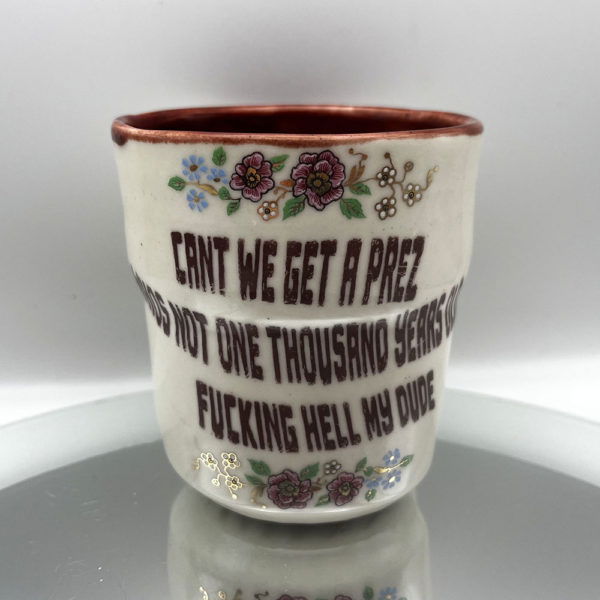 CANT WE GET A PREZ
NOT ONE THOUSAND YEARS
FUCKING HELL MY DUDE